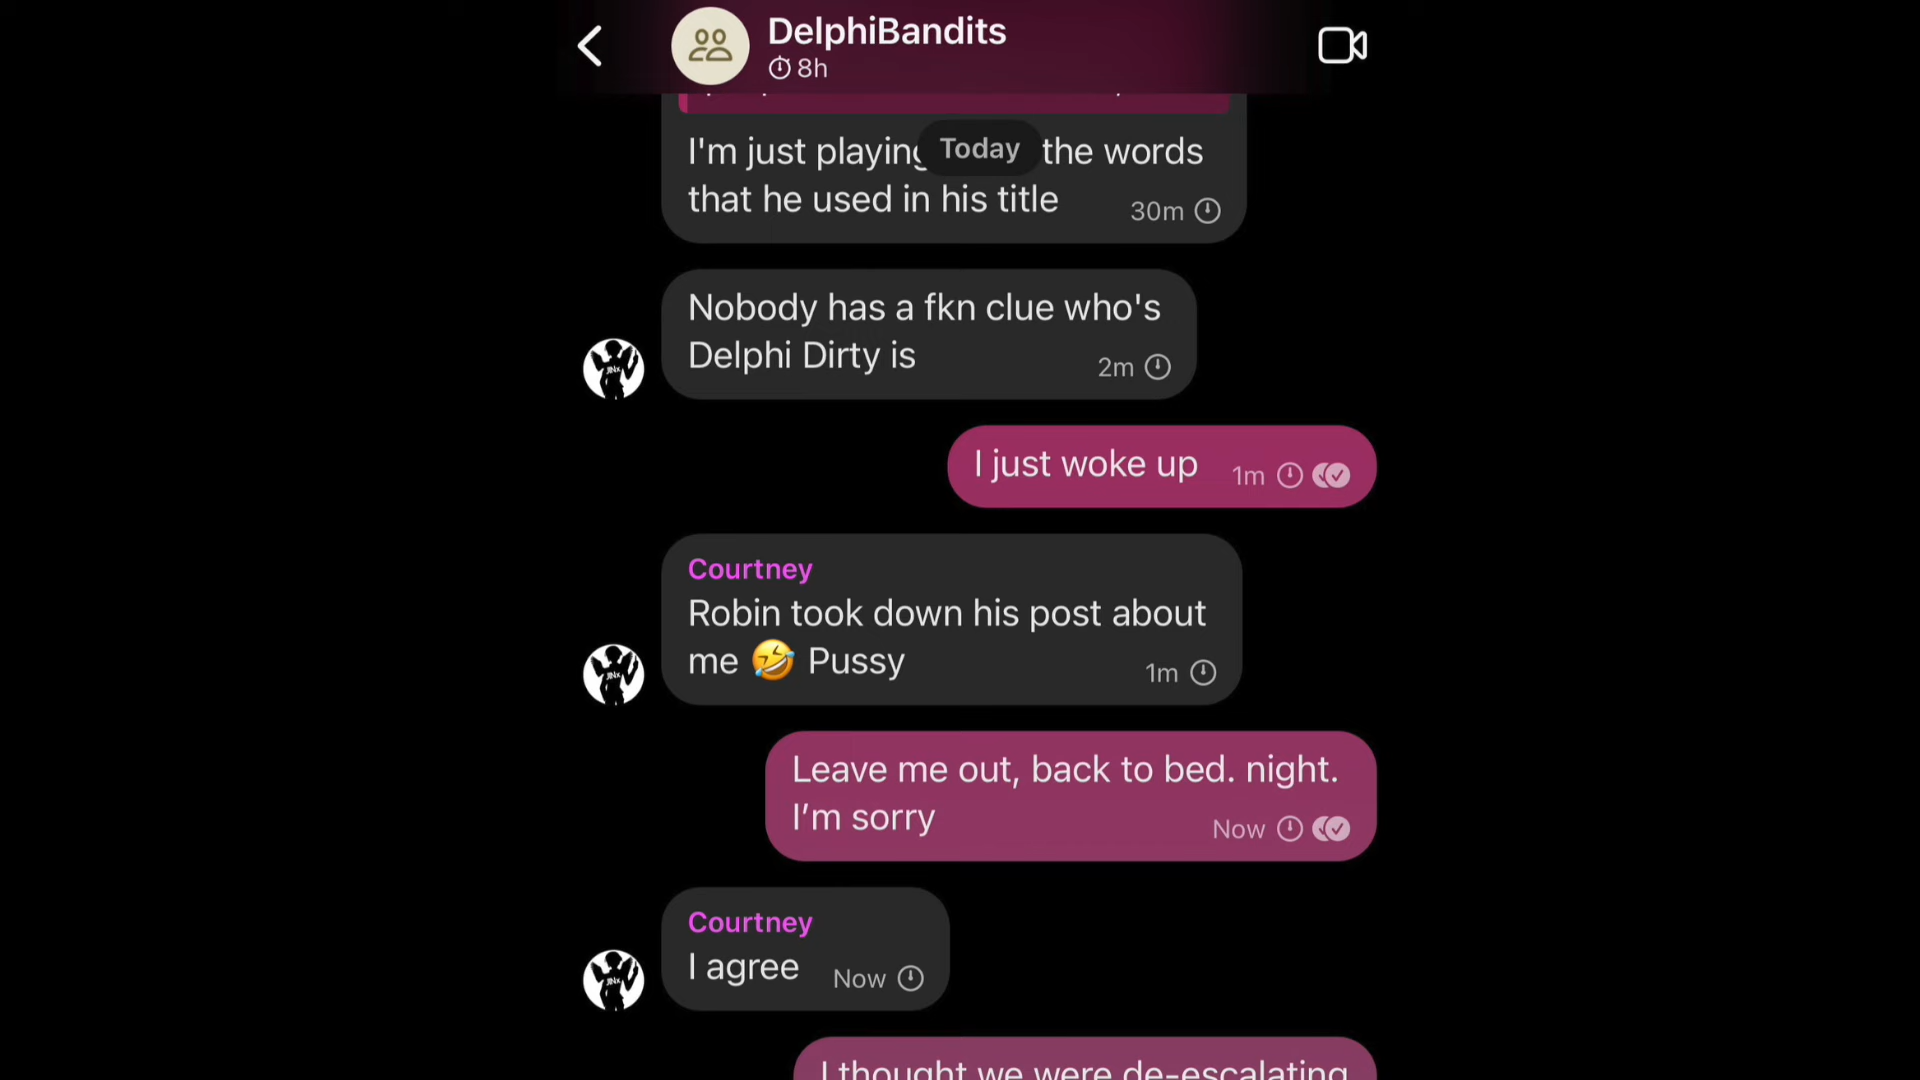 DelphiBandits
8h
Today
I'm just playing the words
that he used in his title
30m
Nobody has a fkn clue who's
Delphi Dirty is
2m
I just woke up
1m
Courtney
Robin took down his post about
me 🤣 Pussy
1m
Leave me out, back to bed. night.
I’m sorry
Now
Courtney
I agree
Now
I thought we were de-escalating